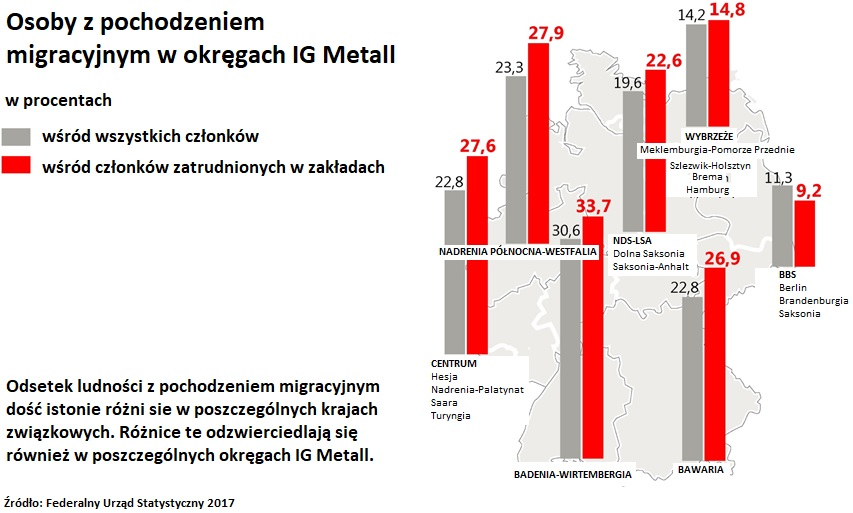 Osoby z pochodzeniem
migracyjnym w okręgach IG Metall
w procentach
wśród wszystkich członków
wśród członków zatrudnionych w zakładach
22,8
27,6
CENTRUM
Hesja
Nadrenia-Palatynat
Saara
Turyngia
23,3
27,9
NADRENIA PÓŁNOCNA-WESTFALIA
30,6
33,7
BADENIA-WIRTEMBERGIA
19,6
22,6
NDS-LSA
Dolna Saksonia
Saksonia-Anhalt
14,2
14,8
WYBRZEŻE
Meklemburgia-Pomorze Przednie
Szlezwik-Holsztyn
Brema
Hamburg
22,8
26,9
BAWARIA
11,3
9,2
BBS
Berlin
Brandenburgia
Saksonia
Odsetek ludności z pochodzeniem migracyjnym
dość istonie różni sie w poszczególnych krajach
związkowych. Różnice te odzwierciedlają się
również w poszczególnych okręgach IG Metall.
Źródło: Federalny Urząd Statystyczny 2017